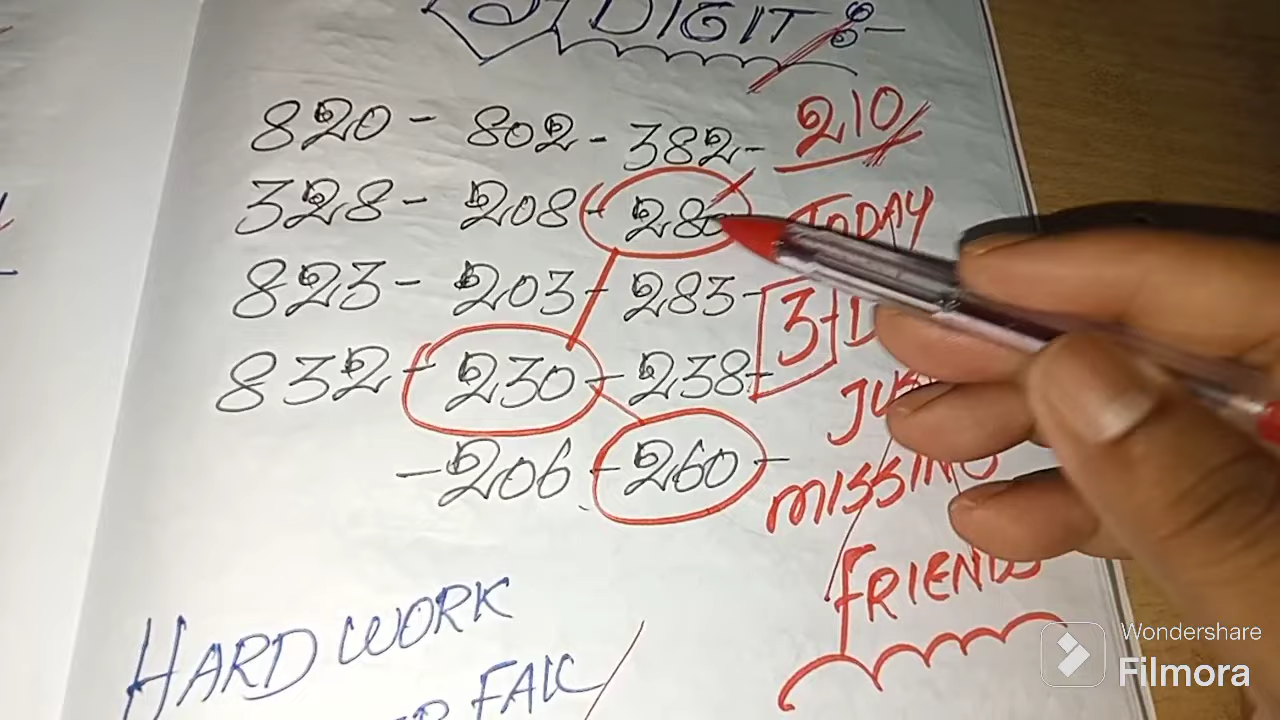 DIGIT :-
820 - 802 - 382 -
328 - 208 - 280
823 - 203 - 283 -
832 - 230 - 238 -
- 206 - 260 -
210
TODAY
3-D
MISSING
FRIENDS
HARD WORK
Wondershare
Filmora